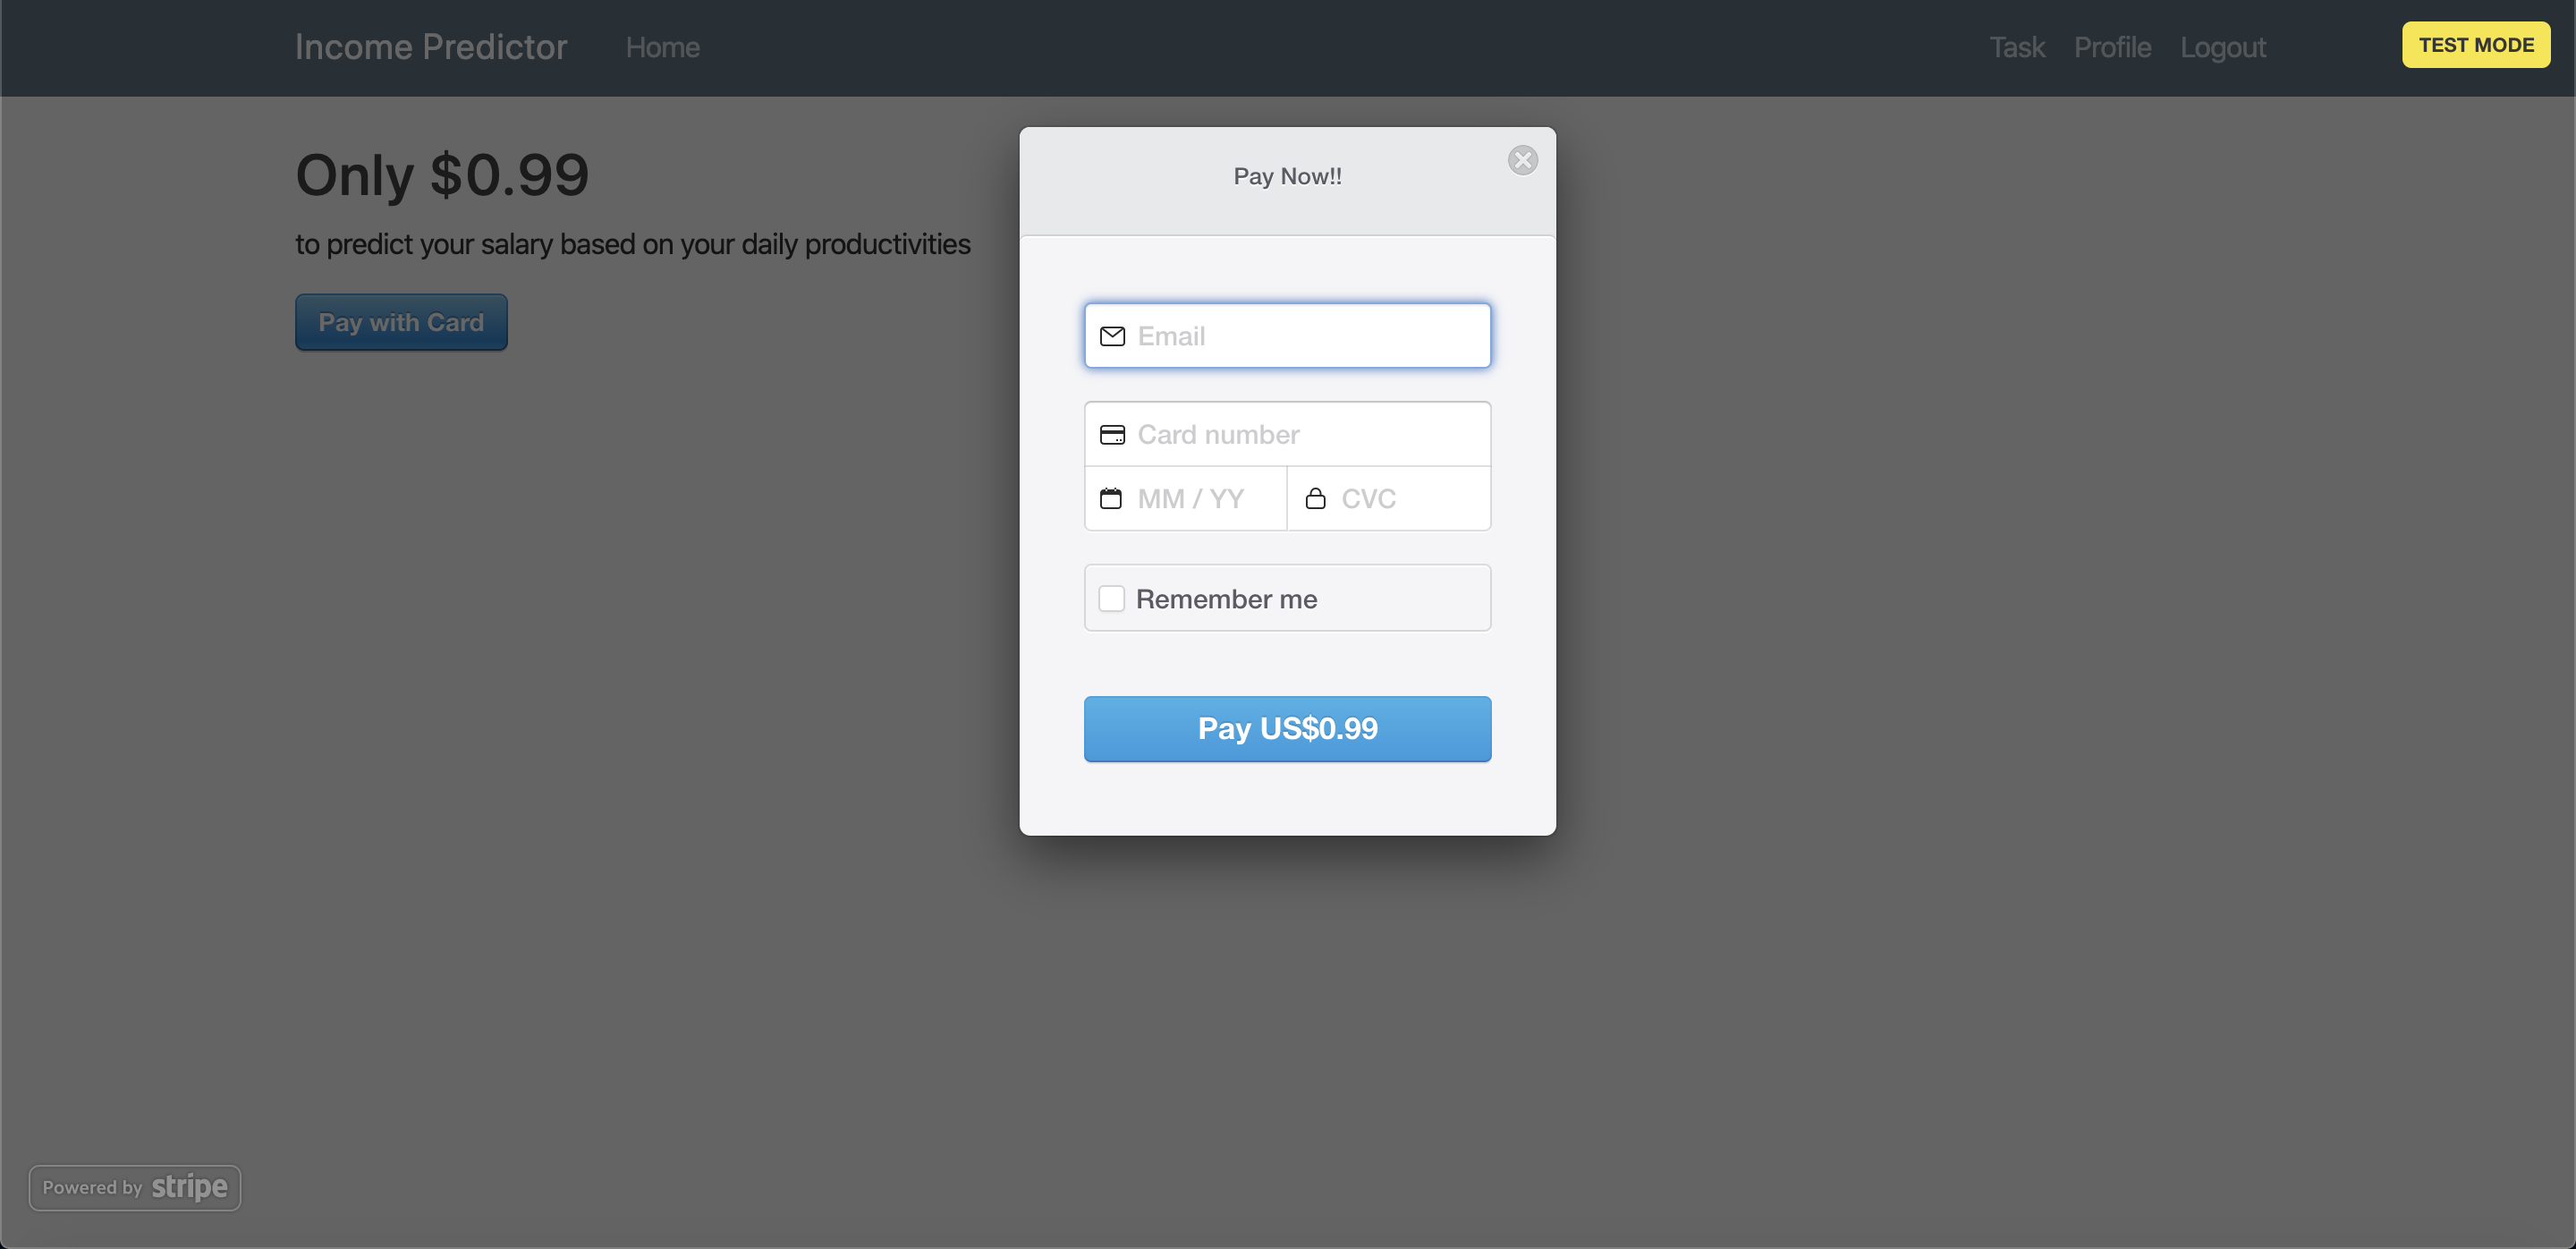 Income Predictor Home Task Profile Logout TEST MODE
Only $0.99
to predict your salary based on your daily productivities
Pay with Card
Pay Now!!
Email
Card number
MM / YY CVC
Remember me
Pay US$0.99
Powered by stripe